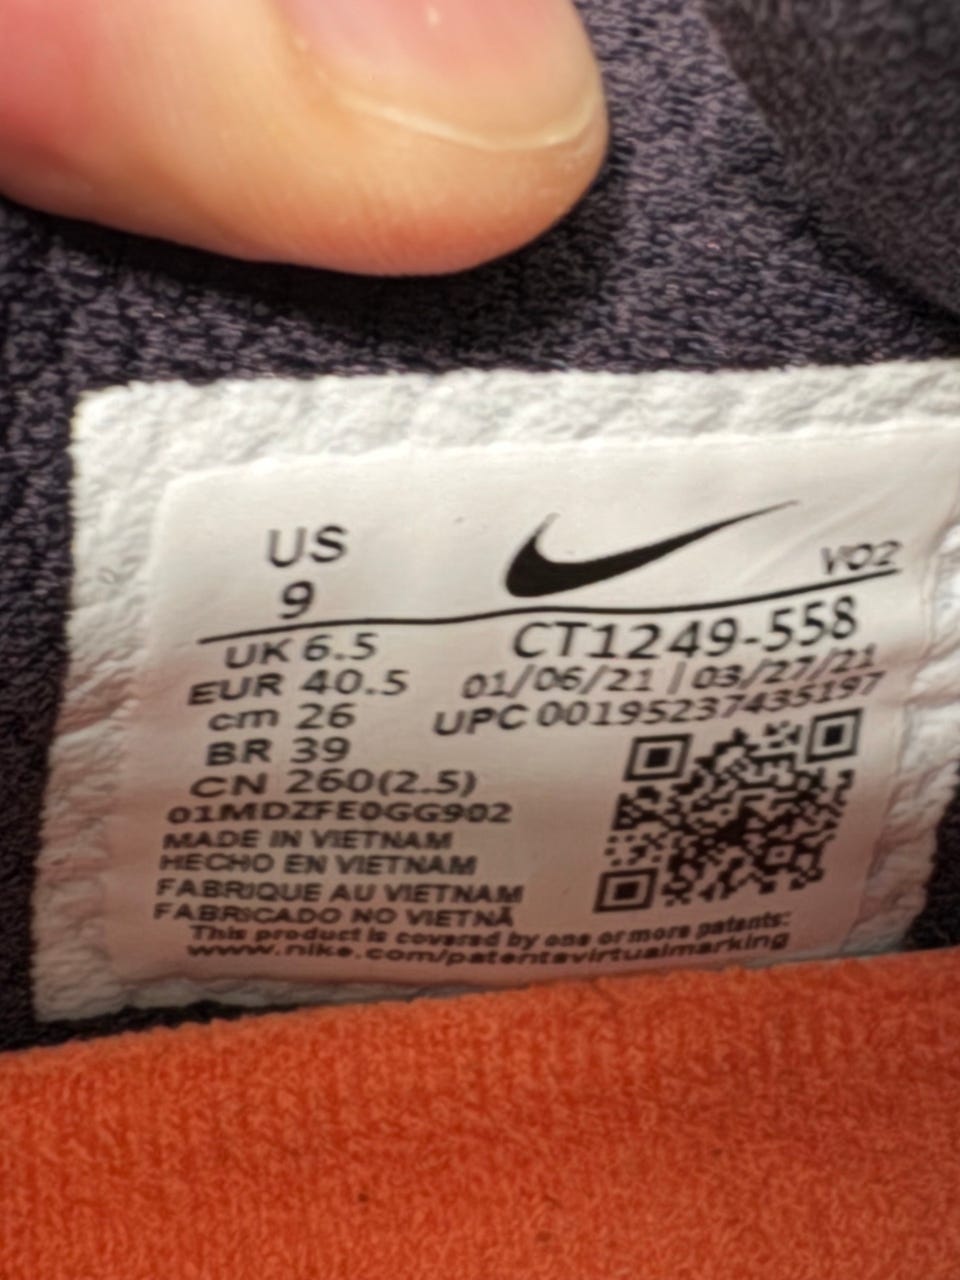 US
9
VO2
UK 6.5
EUR 40.5
cm 26
BR 39
CN 260(2.5)
01MDZFE0GG902
MADE IN VIETNAM
HECHO EN VIETNAM
FABRIQUE AU VIETNAM
FABRICADO NO VIETNÃ
CT1249-558
01/06/21 | 03/27/21
UPC 00195237435197
This product is covered by one or more patents:
www.nike.com/patentsvirtualmarking